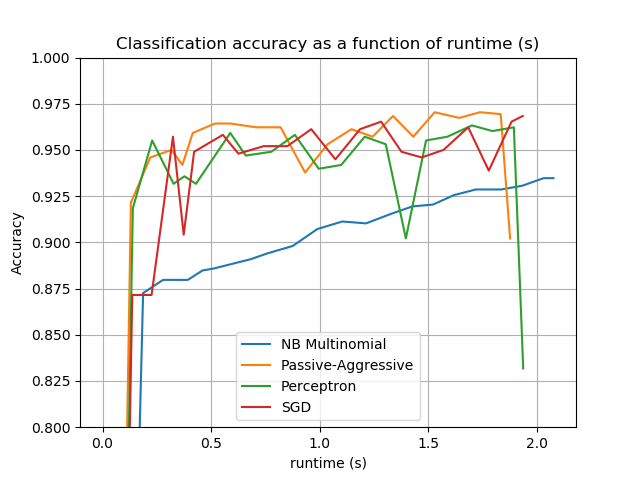 Classification accuracy as a function of runtime (s)
1.000
0.975
0.950
0.925
0.900
0.875
0.850
0.825
0.800
Accuracy
NB Multinomial
Passive-Aggressive
Perceptron
SGD
0.0 0.5 1.0 1.5 2.0
runtime (s)